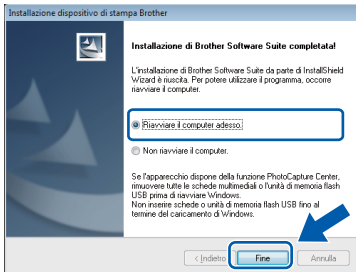 Installazione dispositivo di stampa Brother
Installazione di Brother Software Suite completata!
L'installazione di Brother Software Suite da parte di InstallShield
Wizard è riuscita. Per potere utilizzare il programma, occorre
riavviare il computer.
Riavviare il computer adesso.
Non riavviare il computer.
Se l'apparecchio dispone della funzione PhotoCapture Center,
rimuovere tutte le schede multimediali o l'unità di memoria flash
USB prima di riavviare Windows.
Non inserire schede o unità di memoria flash USB fino al
termine del caricamento di Windows.
< Indietro
Fine
Annulla